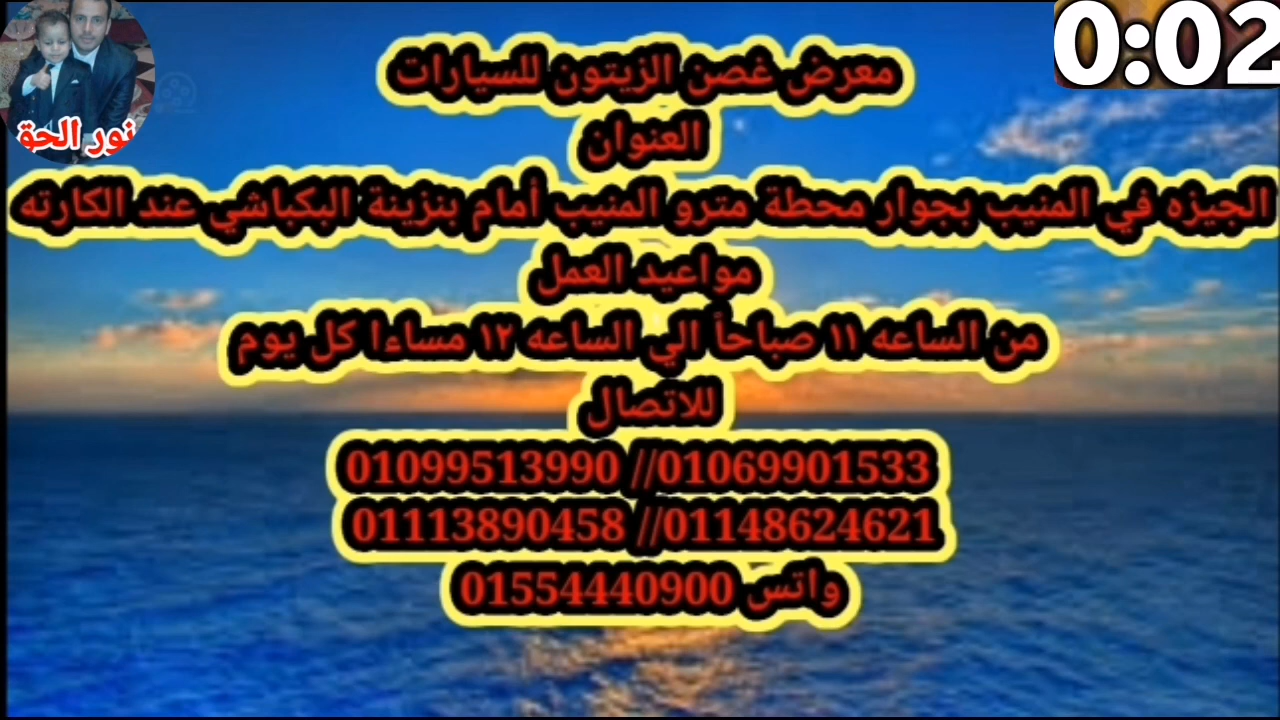 0:02
نور الحق
معرض غصن الزيتون للسيارات
العنوان
الجيزه في المنيب بجوار محطة مترو المنيب أمام بنزينة البكباشي عند الكارته
مواعيد العمل
من الساعه ١١ صباحاً الي الساعه ١٢ مساءا كل يوم
للاتصال
01099513990 //01069901533
01113890458 //01148624621
واتس 01554440900